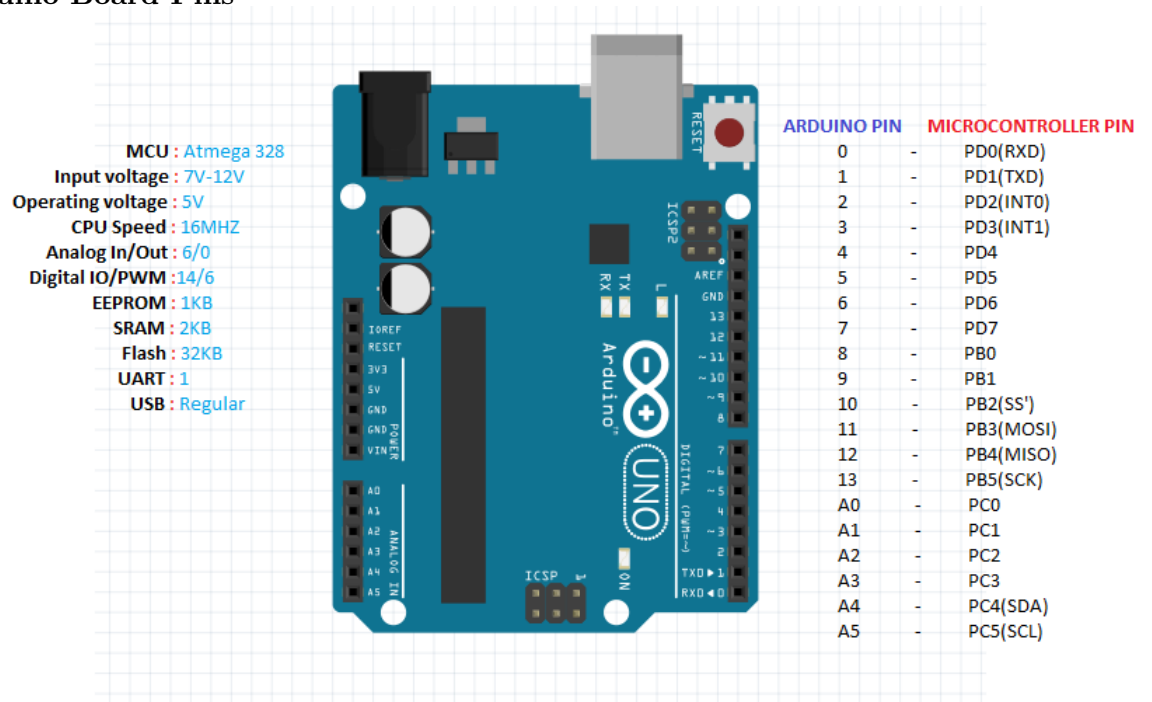 Board Pins
MCU : Atmega 328
Input voltage : 7V-12V
Operating voltage : 5V
CPU Speed : 16MHZ
Analog In/Out : 6/0
Digital IO/PWM :14/6
EEPROM : 1KB
SRAM : 2KB
Flash : 32KB
UART : 1
USB : Regular
RESET
ICSP2
AREF
GND
13
12
~11
~10
~9
8
7
~6
~5
4
~3
2
TXD▶1
RXD◀0
DIGITAL (PWM=~)
RX
TX
L
Arduino™
UNO
ON
ICSP
1
IOREF
RESET
3V3
5V
GND
GND
VIN
POWER
A0
A1
A2
A3
A4
A5
ANALOG IN
ARDUINO PIN MICROCONTROLLER PIN
0 - PD0(RXD)
1 - PD1(TXD)
2 - PD2(INT0)
3 - PD3(INT1)
4 - PD4
5 - PD5
6 - PD6
7 - PD7
8 - PB0
9 - PB1
10 - PB2(SS')
11 - PB3(MOSI)
12 - PB4(MISO)
13 - PB5(SCK)
A0 - PC0
A1 - PC1
A2 - PC2
A3 - PC3
A4 - PC4(SDA)
A5 - PC5(SCL)